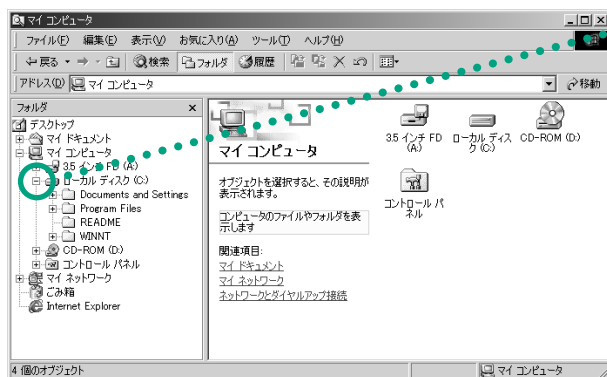 マイ コンピュータ
ファイル(F) 編集(E) 表示(V) お気に入り(A) ツール(T) ヘルプ(H)
戻る 検索 フォルダ 履歴
アドレス(D) マイ コンピュータ 移動
フォルダ ×
デスクトップ
マイ ドキュメント
マイ コンピュータ
3.5 インチ FD (A:)
ローカル ディスク (C:)
Documents and Settings
Program Files
README
WINNT
CD-ROM (D:)
コントロール パネル
マイ ネットワーク
ごみ箱
Internet Explorer
マイ コンピュータ
オブジェクトを選択すると、その説明が
表示されます。
コンピュータのファイルやフォルダを表
示します
関連項目:
マイ ドキュメント
マイ ネットワーク
ネットワークとダイヤルアップ接続
3.5 インチ FD
(A:)
ローカル ディス
ク (C:)
CD-ROM (D:)
コントロール パ
ネル
4 個のオブジェクト
マイ コンピュータ